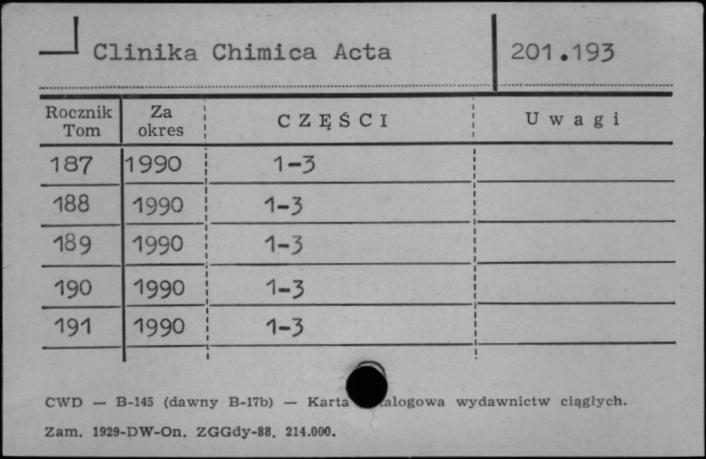 Clinika Chimica Acta 201.193
Rocznik Tom Za okres CZĘŚCI Uwagi
187 1990 1-3
188 1990 1-3
189 1990 1-3
190 1990 1-3
191 1990 1-3
CWD — B-145 (dawny B-17b) — Karta alogowa wydawnictw ciągłych.
Zam. 1929-DW-On. ZGGdy-88. 214.000.